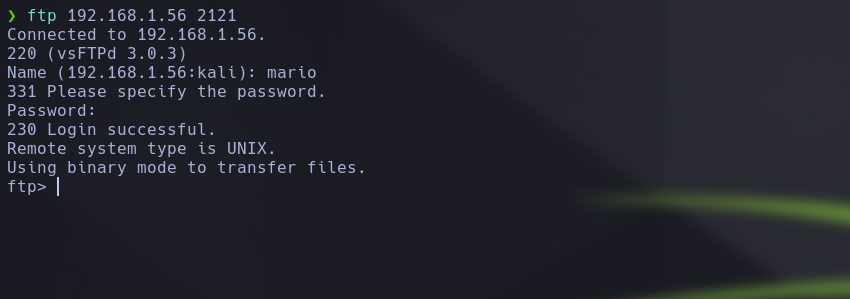 ❯ ftp 192.168.1.56 2121
Connected to 192.168.1.56.
220 (vsFTPd 3.0.3)
Name (192.168.1.56:kali): mario
331 Please specify the password.
Password:
230 Login successful.
Remote system type is UNIX.
Using binary mode to transfer files.
ftp>